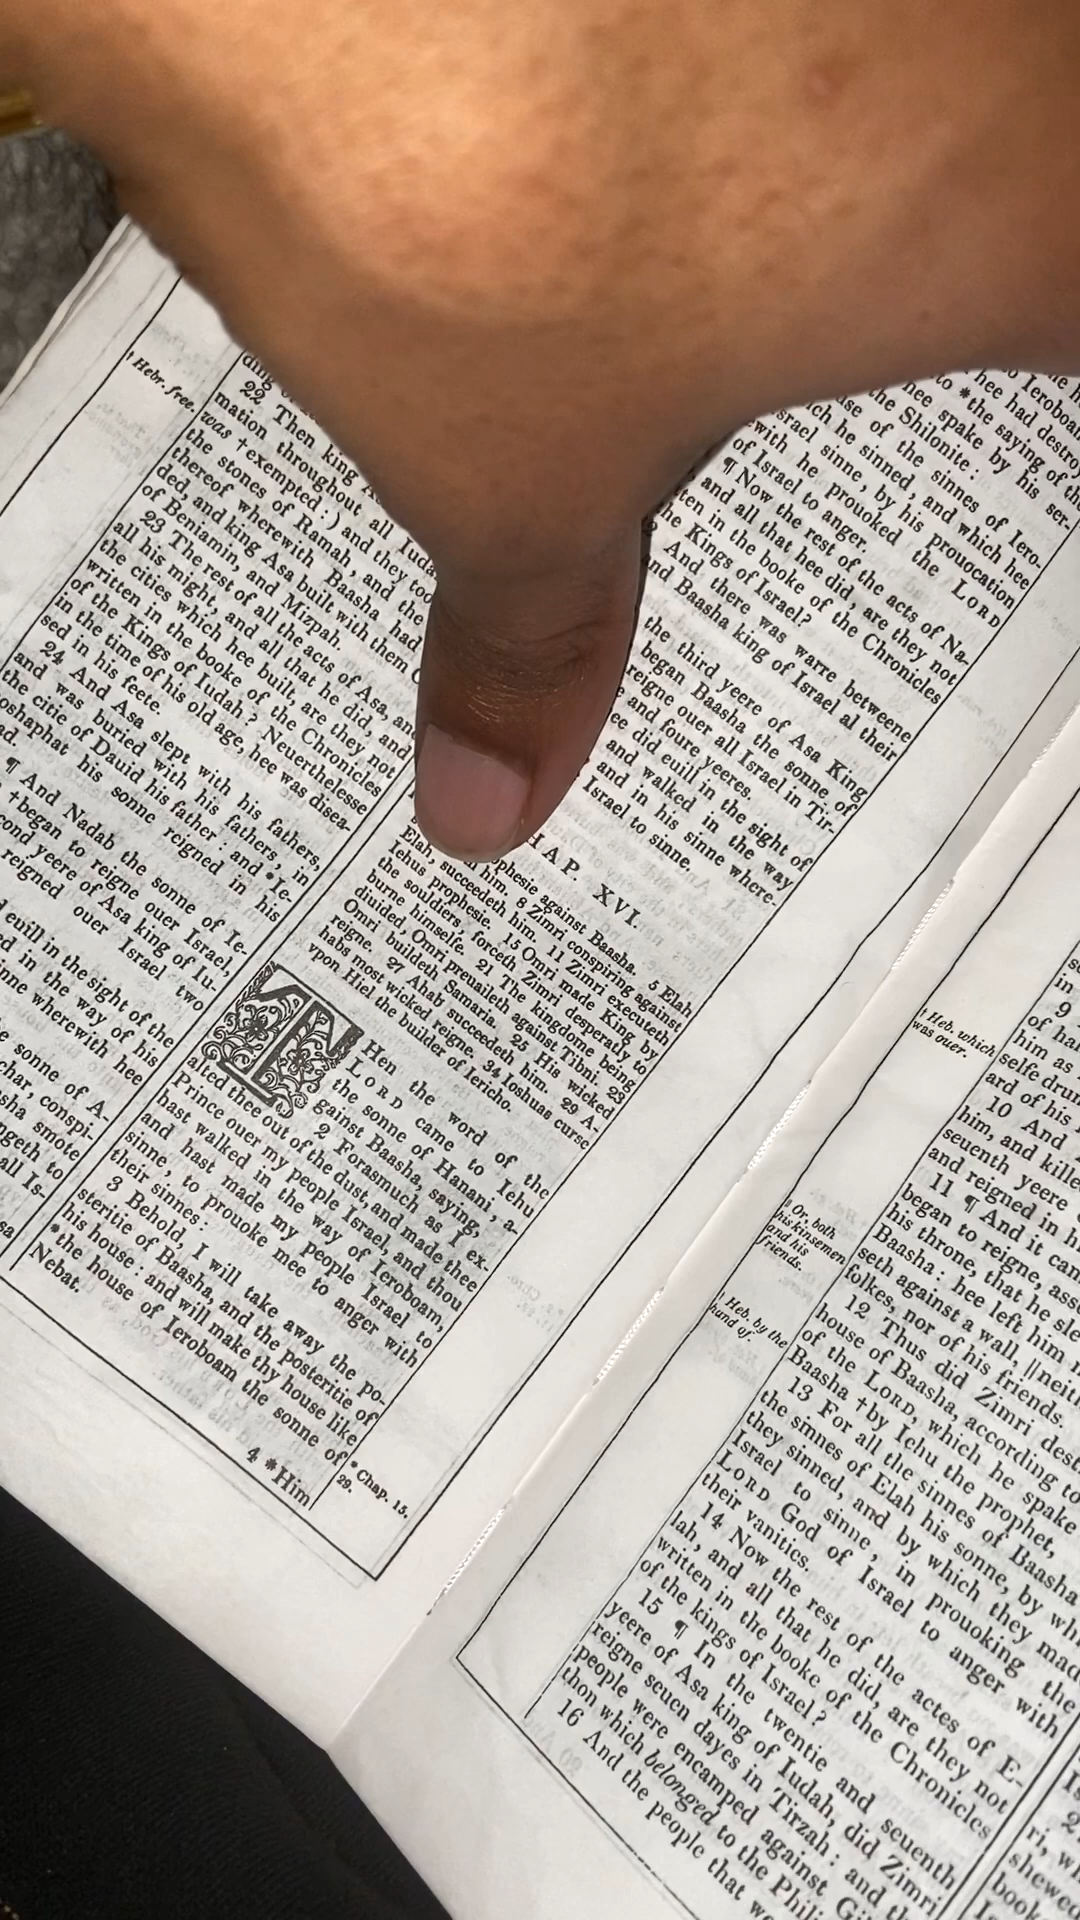 † Hebr. free.
22 Then king
mation throughout all Iuda
was †exempted:) and they too
the stones of Ramah, and the
thereof wherewith Baasha had
ded, and king Asa built with them
of Beniamin, and Mizpah.
23 The rest of all the acts of Asa, and
all his might, and all that he did, and
the cities which hee built, are they not
written in the booke of the Chronicles
of the Kings of Iudah? Neuerthelesse
in the time of his old age, hee was disea-
sed in his feete.
24 And Asa slept with his fathers,
and was buried with his fathers, in
the citie of Dauid his father: and *Ie-
oshaphat his sonne reigned in his
¶ And Nadab the sonne of Ie-
†began to reigne ouer Israel,
cond yeere of Asa king of Iu-
reigned ouer Israel two
euill in the sight of the
ed in the way of his
inne wherewith hee
sonne of A-
char, conspi-
asha smote
ngeth to
all Is-
to Ieroboam
hee had destroy
to *the saying of th
hee spake by his ser-
the Shilonite:
use of the sinnes of Iero-
ch he sinned, and which hee
srael sinne, by his prouocation
ewith he prouoked the LORD
of Israel to anger.
¶ Now the rest of the acts of Na-
and all that hee did, are they not
ten in the booke of the Chronicles
the Kings of Israel?
And there was warre betweene
and Baasha king of Israel al their
the third yeere of Asa King
began Baasha the sonne of
reigne ouer all Israel in Tir-
e and foure yeeres.
ee did euill in the sight of
and walked in the way
and in his sinne where-
Israel to sinne.
HAP. XVI.
ophesie against Baasha. 5 Elah
him. 8 Zimri conspiring against
Elah, succeedeth him. 11 Zimri executeth
Iehus prophesie. 15 Omri made King by
the souldiers, forceth Zimri desperatly to
burne himselfe. 21 The kingdome being
diuided, Omri preuaileth against Tibni. 23
Omri buildeth Samaria. 25 His wicked
reigne. 27 Ahab succeedeth him. 29 A-
habs most wicked reigne. 34 Ioshuas curse
vpon Hiel the builder of Iericho.
THen the word of the
LORD came to Iehu
the sonne of Hanani, a-
gainst Baasha, saying,
2 Forasmuch as I ex-
alted thee out of the dust, and made thee
Prince ouer my people Israel, and thou
hast walked in the way of Ieroboam,
and hast made my people Israel to
sinne, to prouoke mee to anger with
their sinnes:
3 Behold, I will take away the po-
steritie of Baasha, and the posteritie of
his house: and will make thy house like
*the house of Ieroboam the sonne of
Nebat.
* Chap. 15.
29.
4 *Him
† Heb. which
was ouer.
|| Or, both
his kinsemen
and his
friends.
† Heb. by the
hand of.
in
9
of hal
him as
selfe drun
ard of his
10 And
him, and kille
seuenth yeere
and reigned in h
11 ¶ And it cam
began to reigne, ass
his throne, that he sle
Baasha: hee left him n
seth against a wall, ||neith
folkes, nor of his friends.
12 Thus did Zimri dest
house of Baasha, according to
of the LORD, which he spake
Baasha †by Iehu the prophet,
13 For all the sinnes of Baasha
the sinnes of Elah his sonne, by whi
they sinned, and by which they mad
Israel to sinne, in prouoking the
LORD God of Israel to anger with
their vanities.
14 Now the rest of the actes of E-
lah, and all that he did, are they not
written in the booke of the Chronicles
of the kings of Israel?
15 ¶ In the twentie and seuenth
yeere of Asa king of Iudah, did Zimri
reigne seuen dayes in Tirzah: and th
people were encamped against Gi
thon which belonged to the Phili
16 And the people that we
ri, wh
shewed
book